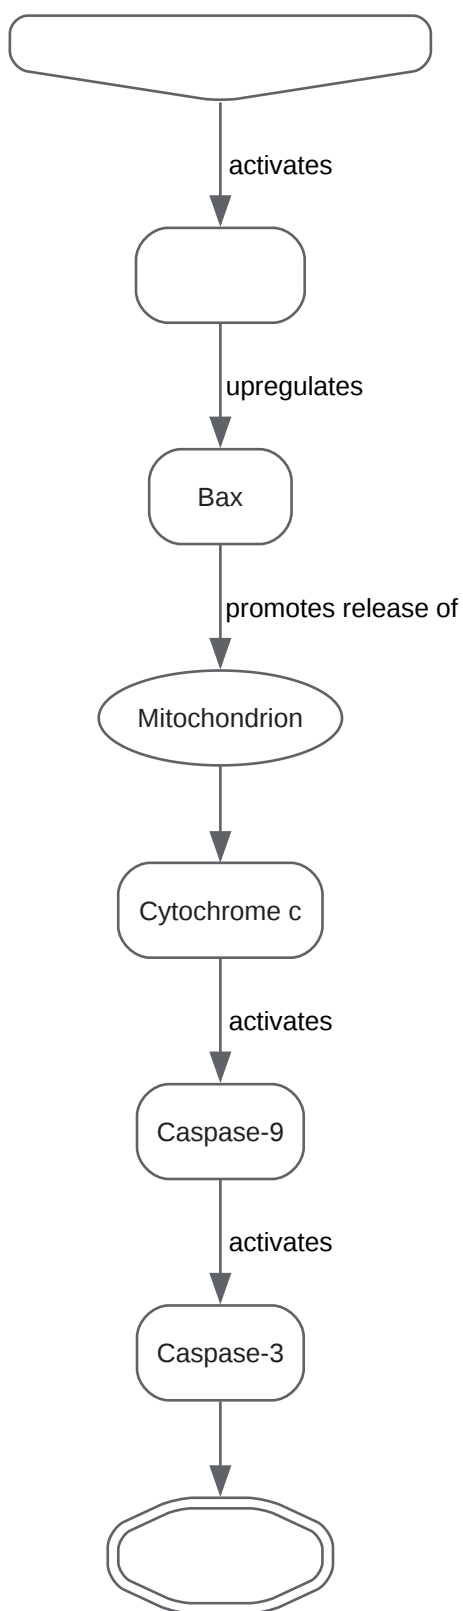 activates
upregulates
Bax
promotes release of
Mitochondrion
Cytochrome c
activates
Caspase-9
activates
Caspase-3